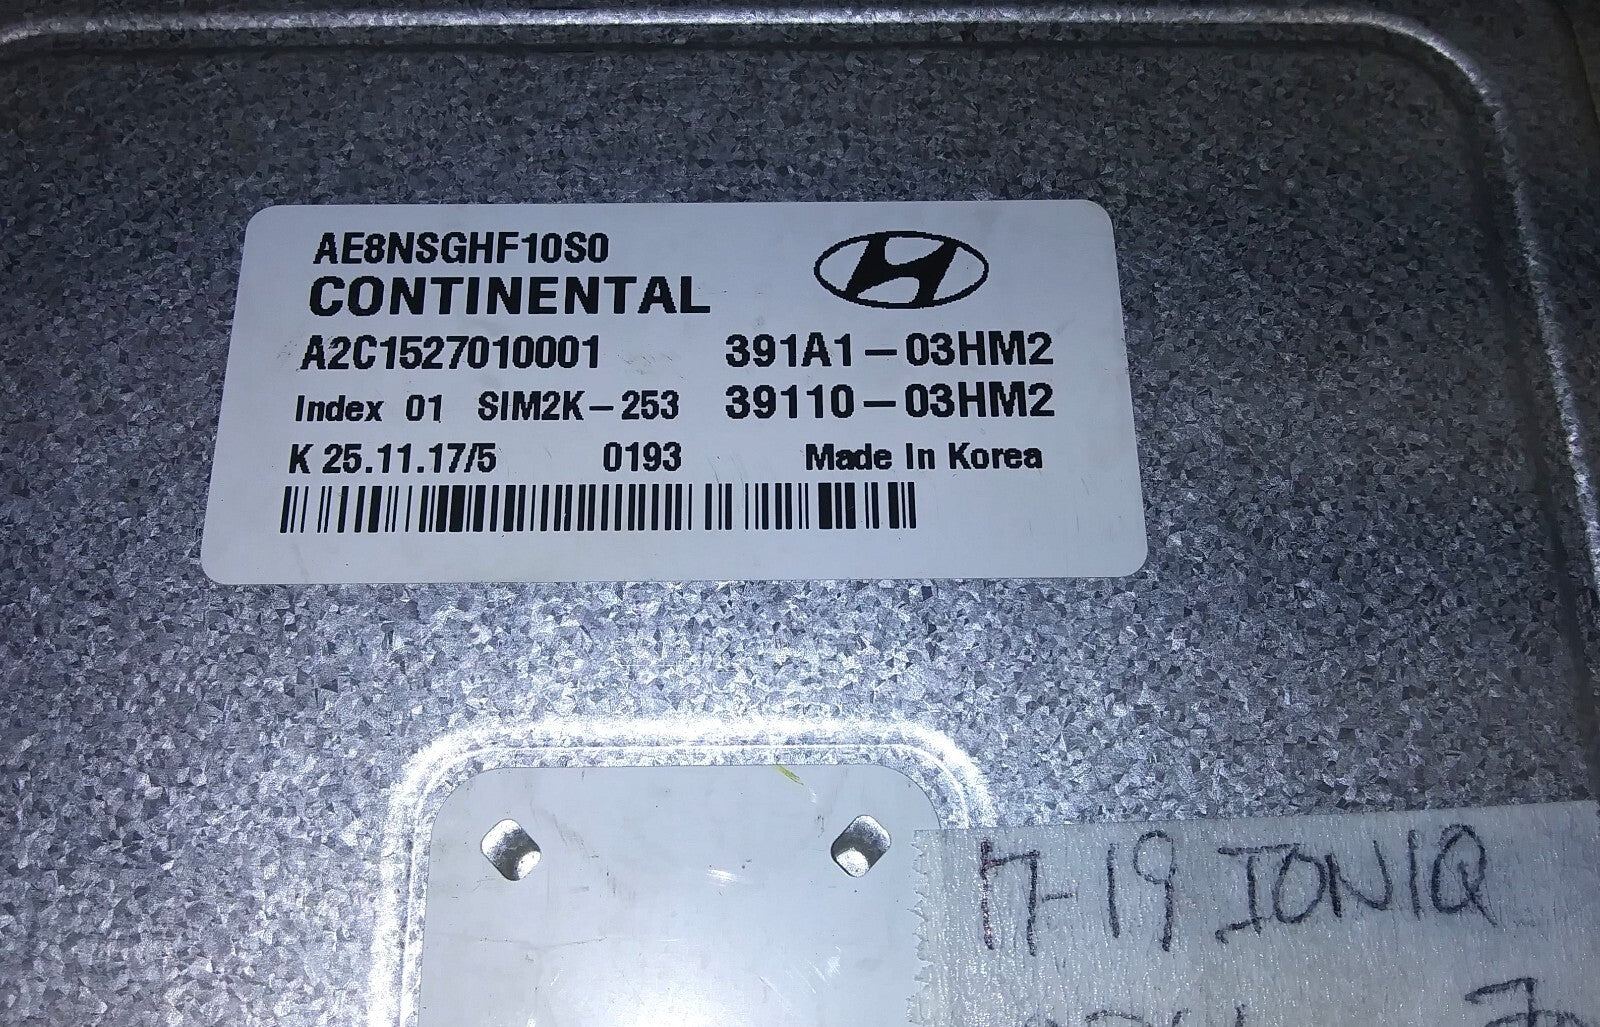 AE8NSGHF10S0
CONTINENTAL
A2C1527010001 391A1-03HM2
Index 01 SIM2K-253 39110-03HM2
K 25.11.17/5 0193 Made In Korea
17-19 IONIQ